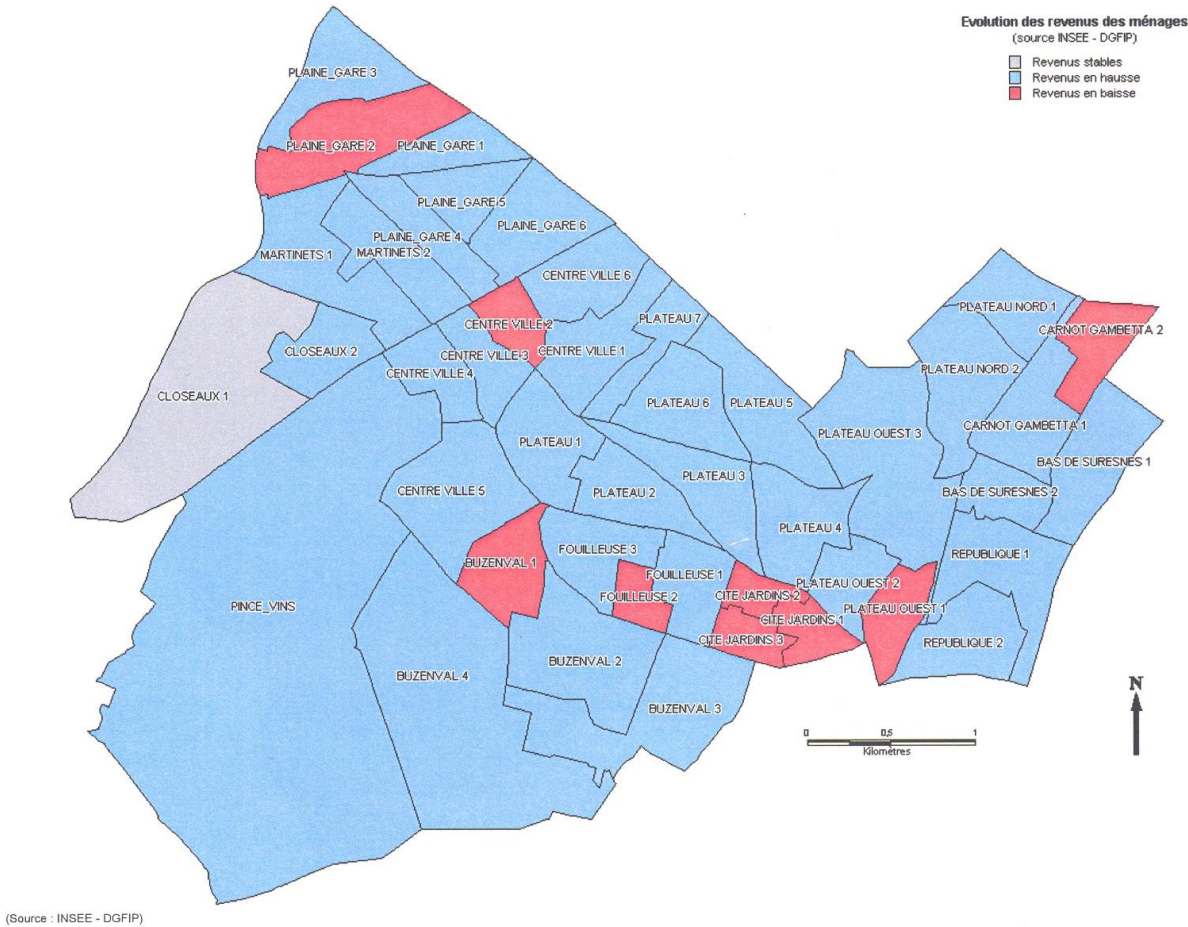 Evolution des revenus des ménages
(source INSEE - DGFIP)
Revenus stables
Revenus en hausse
Revenus en baisse
PLAINE_GARE 3
PLAINE_GARE 2
PLAINE_GARE 1
PLAINE_GARE 5
PLAINE_GARE 6
PLAINE_GARE 4
MARTINETS 1
MARTINETS 2
CENTRE VILLE 6
PLATEAU NORD 1
PLATEAU 7
CENTRE VILLE 2
CARNOT GAMBETTA 2
CLOSEAUX 2
CENTRE VILLE 3
CENTRE VILLE 1
CENTRE VILLE 4
PLATEAU NORD 2
CLOSEAUX 1
PLATEAU 6
PLATEAU 5
CARNOT GAMBETTA 1
PLATEAU OUEST 3
PLATEAU 1
BAS DE SURESNES 1
PLATEAU 3
CENTRE VILLE 5
PLATEAU 2
BAS DE SURESNES 2
PLATEAU 4
FOUILLEUSE 3
REPUBLIQUE 1
BUZENVAL 1
FOUILLEUSE 1
PLATEAU OUEST 2
FOUILLEUSE 2
CITE JARDINS 2
PINCE_VINS
PLATEAU OUEST 1
CITE JARDINS 1
CITE JARDINS 3
REPUBLIQUE 2
BUZENVAL 2
BUZENVAL 4
BUZENVAL 3
N
0 0,5 1
Kilomètres
(Source : INSEE - DGFIP)